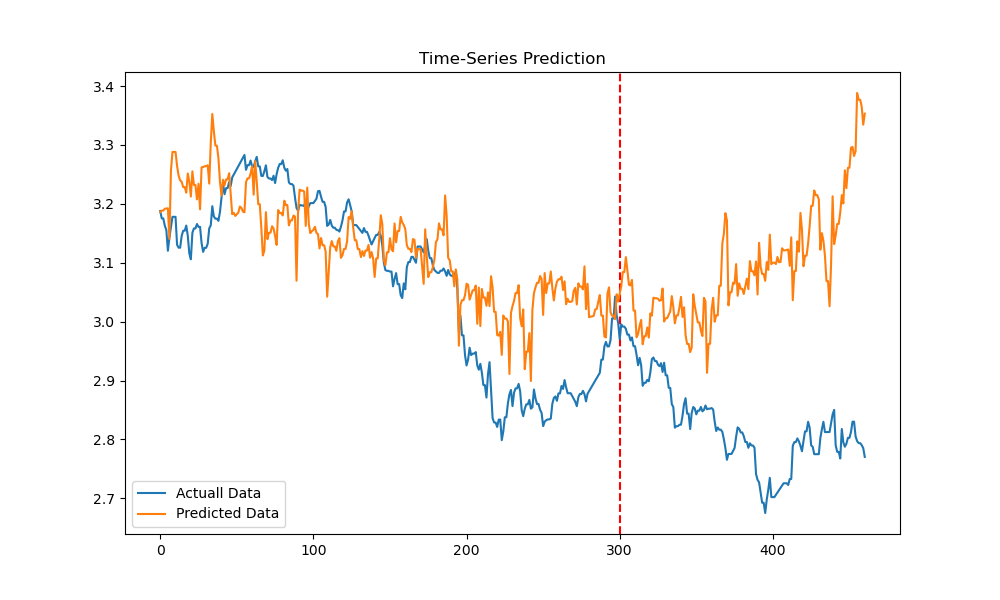 Time-Series Prediction
3.4
3.3
3.2
3.1
3.0
2.9
2.8
2.7
Actuall Data
Predicted Data
0 100 200 300 400